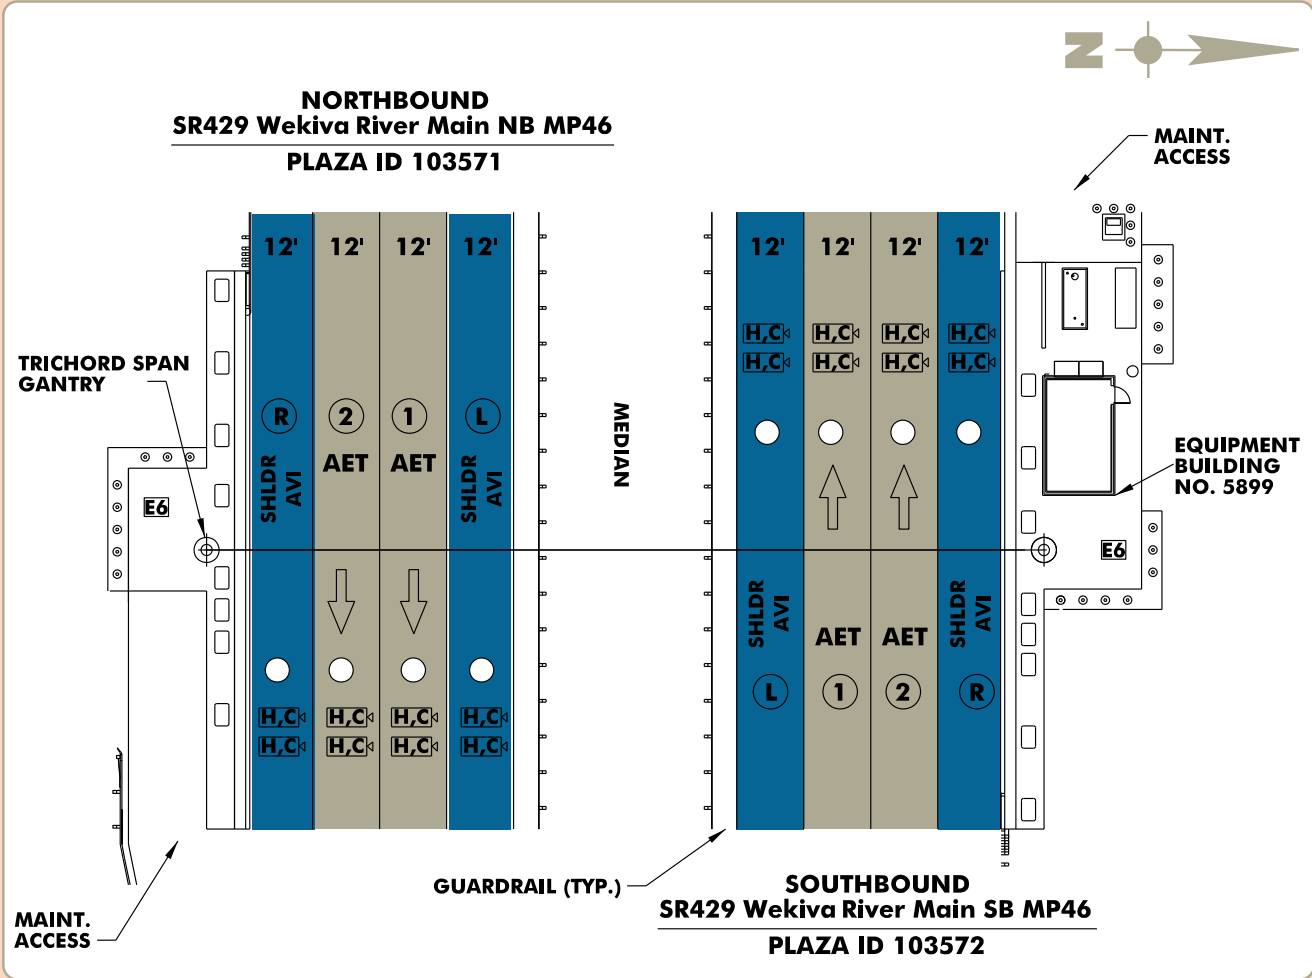 N
NORTHBOUND
SR429 Wekiva River Main NB MP46
PLAZA ID 103571
MAINT.
ACCESS
12' 12' 12' 12'
12' 12' 12' 12'
H,C H,C H,C H,C
H,C H,C H,C H,C
TRICHORD SPAN
GANTRY
R 2 1 L
MEDIAN
AET AET
SHLDR
AVI
SHLDR
AVI
EQUIPMENT
BUILDING
NO. 5899
E6
E6
SHLDR
AVI
SHLDR
AVI
AET AET
L 1 2 R
H,C H,C H,C H,C
H,C H,C H,C H,C
GUARDRAIL (TYP.)
SOUTHBOUND
SR429 Wekiva River Main SB MP46
PLAZA ID 103572
MAINT.
ACCESS